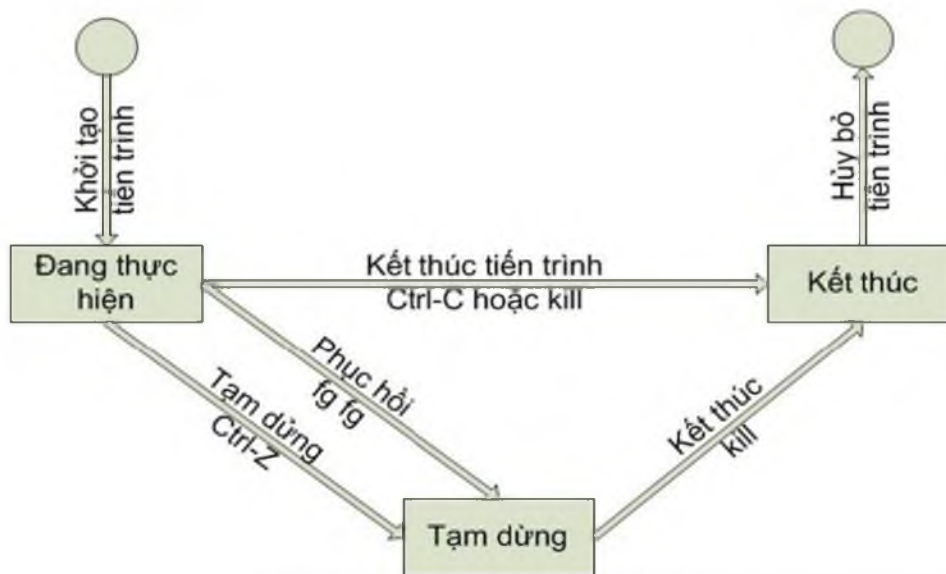 Khởi tạo
tiến trình
Hủy bỏ
tiến trình
Đang thực
hiện
Kết thúc tiến trình
Ctrl-C hoặc kill
Kết thúc
Phục hồi
fg fg
Tạm dừng
Ctrl-Z
Kết thúc
kill
Tạm dừng